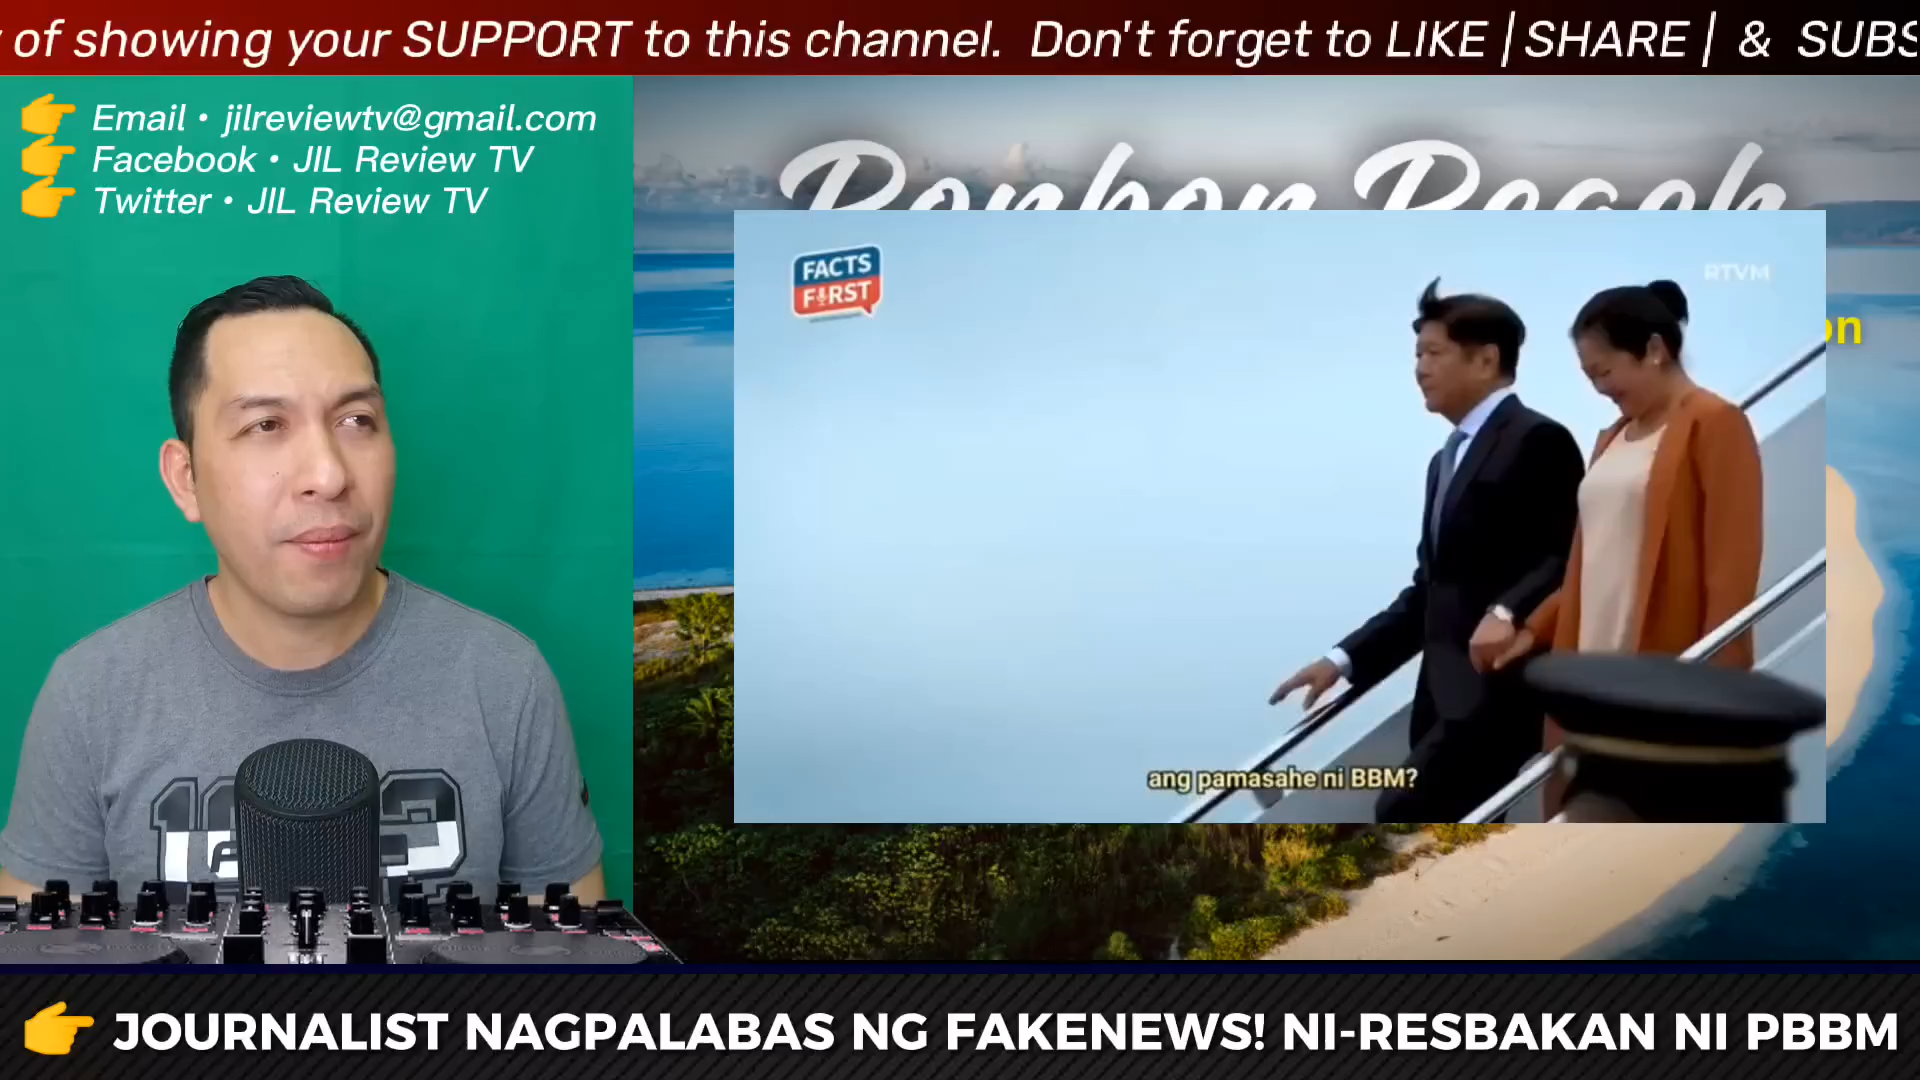 of showing your SUPPORT to this channel. Don't forget to LIKE | SHARE | & SUBS
👉 Email • jilreviewtv@gmail.com
👉 Facebook • JIL Review TV
👉 Twitter • JIL Review TV
FACTS
FIRST
RTVM
on
ang pamasahe ni BBM?
👉 JOURNALIST NAGPALABAS NG FAKENEWS! NI-RESBAKAN NI PBBM